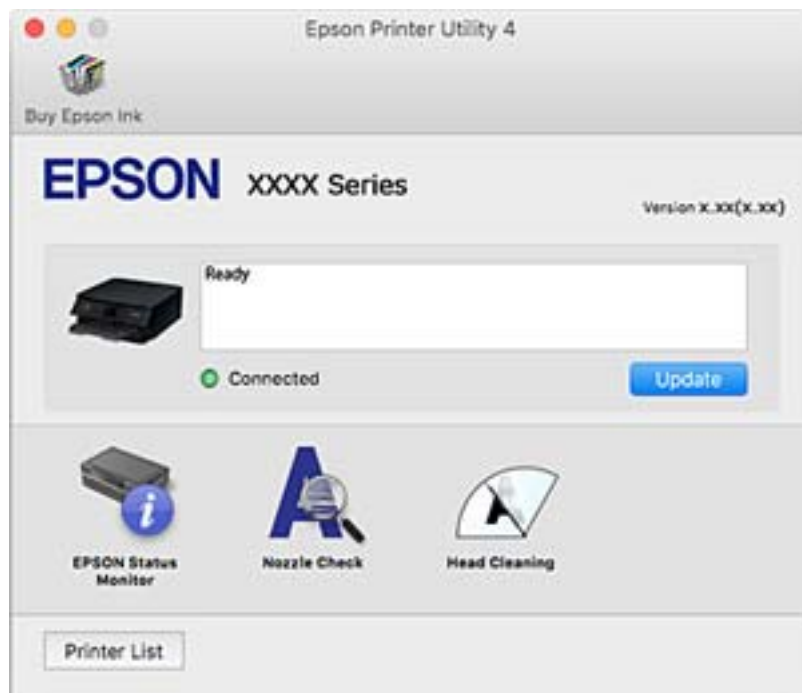 Epson Printer Utility 4
Buy Epson Ink
EPSON XXXX Series
Version x.xx(x.xx)
Ready
Connected
Update
EPSON Status
Monitor
Nozzle Check
Head Cleaning
Printer List